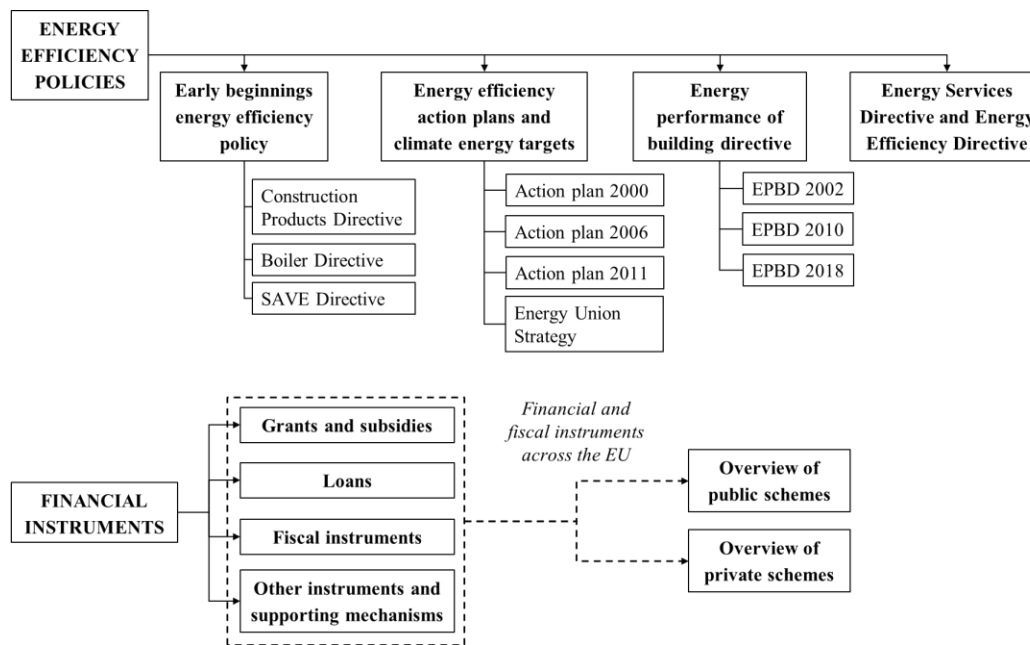 ENERGY
EFFICIENCY
POLICIES
Early beginnings
energy efficiency
policy
Construction
Products Directive
Boiler Directive
SAVE Directive
Energy efficiency
action plans and
climate energy targets
Action plan 2000
Action plan 2006
Action plan 2011
Energy Union
Strategy
Energy
performance of
building directive
EPBD 2002
EPBD 2010
EPBD 2018
Energy Services
Directive and Energy
Efficiency Directive
FINANCIAL
INSTRUMENTS
Grants and subsidies
Loans
Fiscal instruments
Other instruments and
supporting mechanisms
Financial and
fiscal instruments
across the EU
Overview of
public schemes
Overview of
private schemes